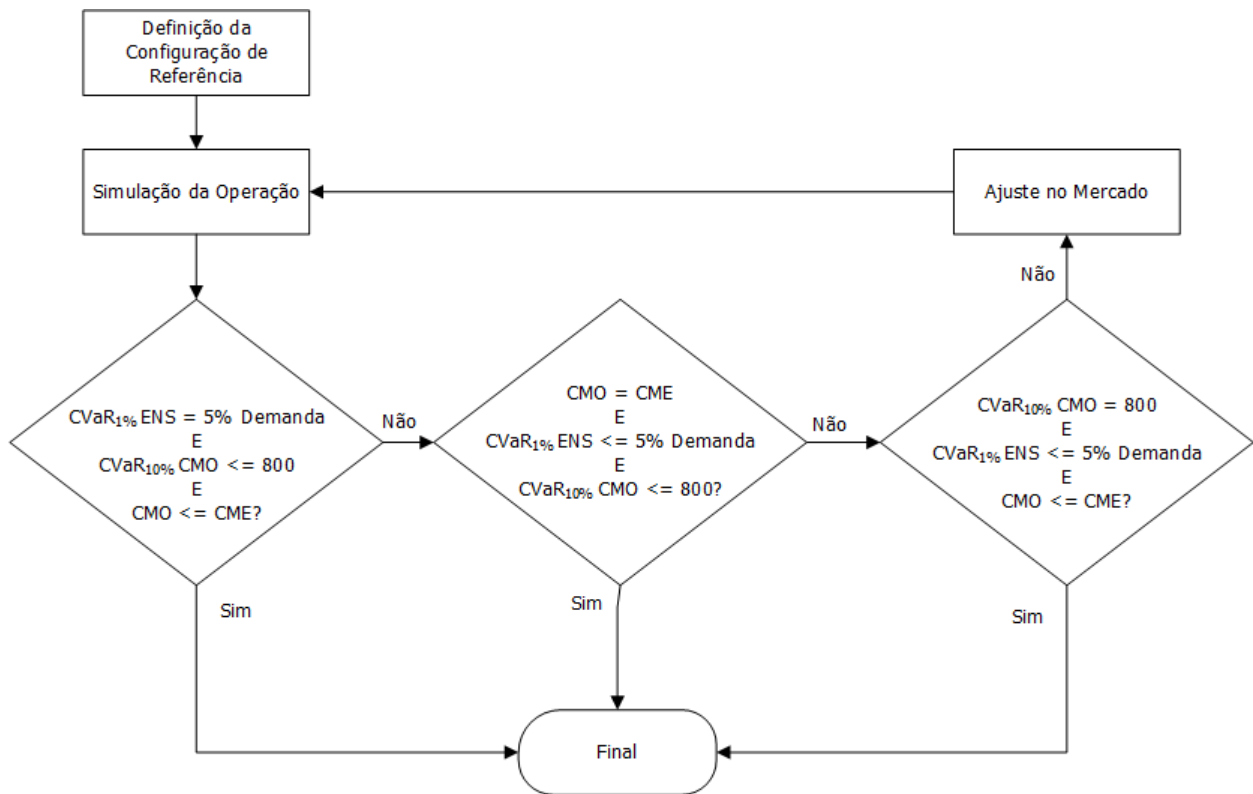 Definição da
Configuração de
Referência
Simulação da Operação
Ajuste no Mercado
Não
CVaR1% ENS = 5% Demanda
E
CVaR10% CMO <= 800
E
CMO <= CME?
Não
CMO = CME
E
CVaR1% ENS <= 5% Demanda
E
CVaR10% CMO <= 800?
Não
CVaR10% CMO = 800
E
CVaR1% ENS <= 5% Demanda
E
CMO <= CME?
Sim
Sim
Sim
Final